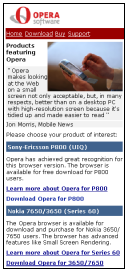 OPERA
software
Home Download Buy Support
Products
featuring
Opera
" Opera
makes looking
at the Web
on a small
screen not only acceptable, but, in many
respects, better than on a desktop PC
with high-resolution screen because it's
tidied up and made easier to read "
Jon Morris, Mobile News
Please choose your product of interest:
Sony-Ericsson P800 (UIQ)
Opera has achieved great recognition for
this browser version. The browser is
available for free download for P800
users.
Learn more about Opera for P800
Download Opera for P800
Nokia 7650/3650 (Series 60)
The Opera browser is available for
download and purchase for Nokia 3650/
7650 users. The browser has advanced
features like Small Screen Rendering.
Learn more about Opera for Series 60
Download Opera for 3650/7650